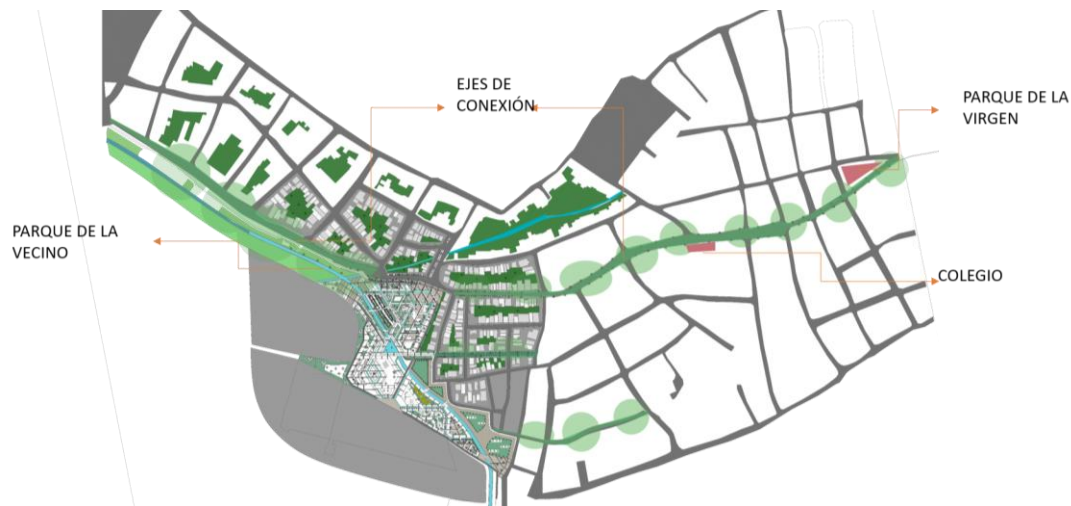 EJES DE
CONEXIÓN
PARQUE DE LA
VIRGEN
PARQUE DE LA
VECINO
COLEGIO